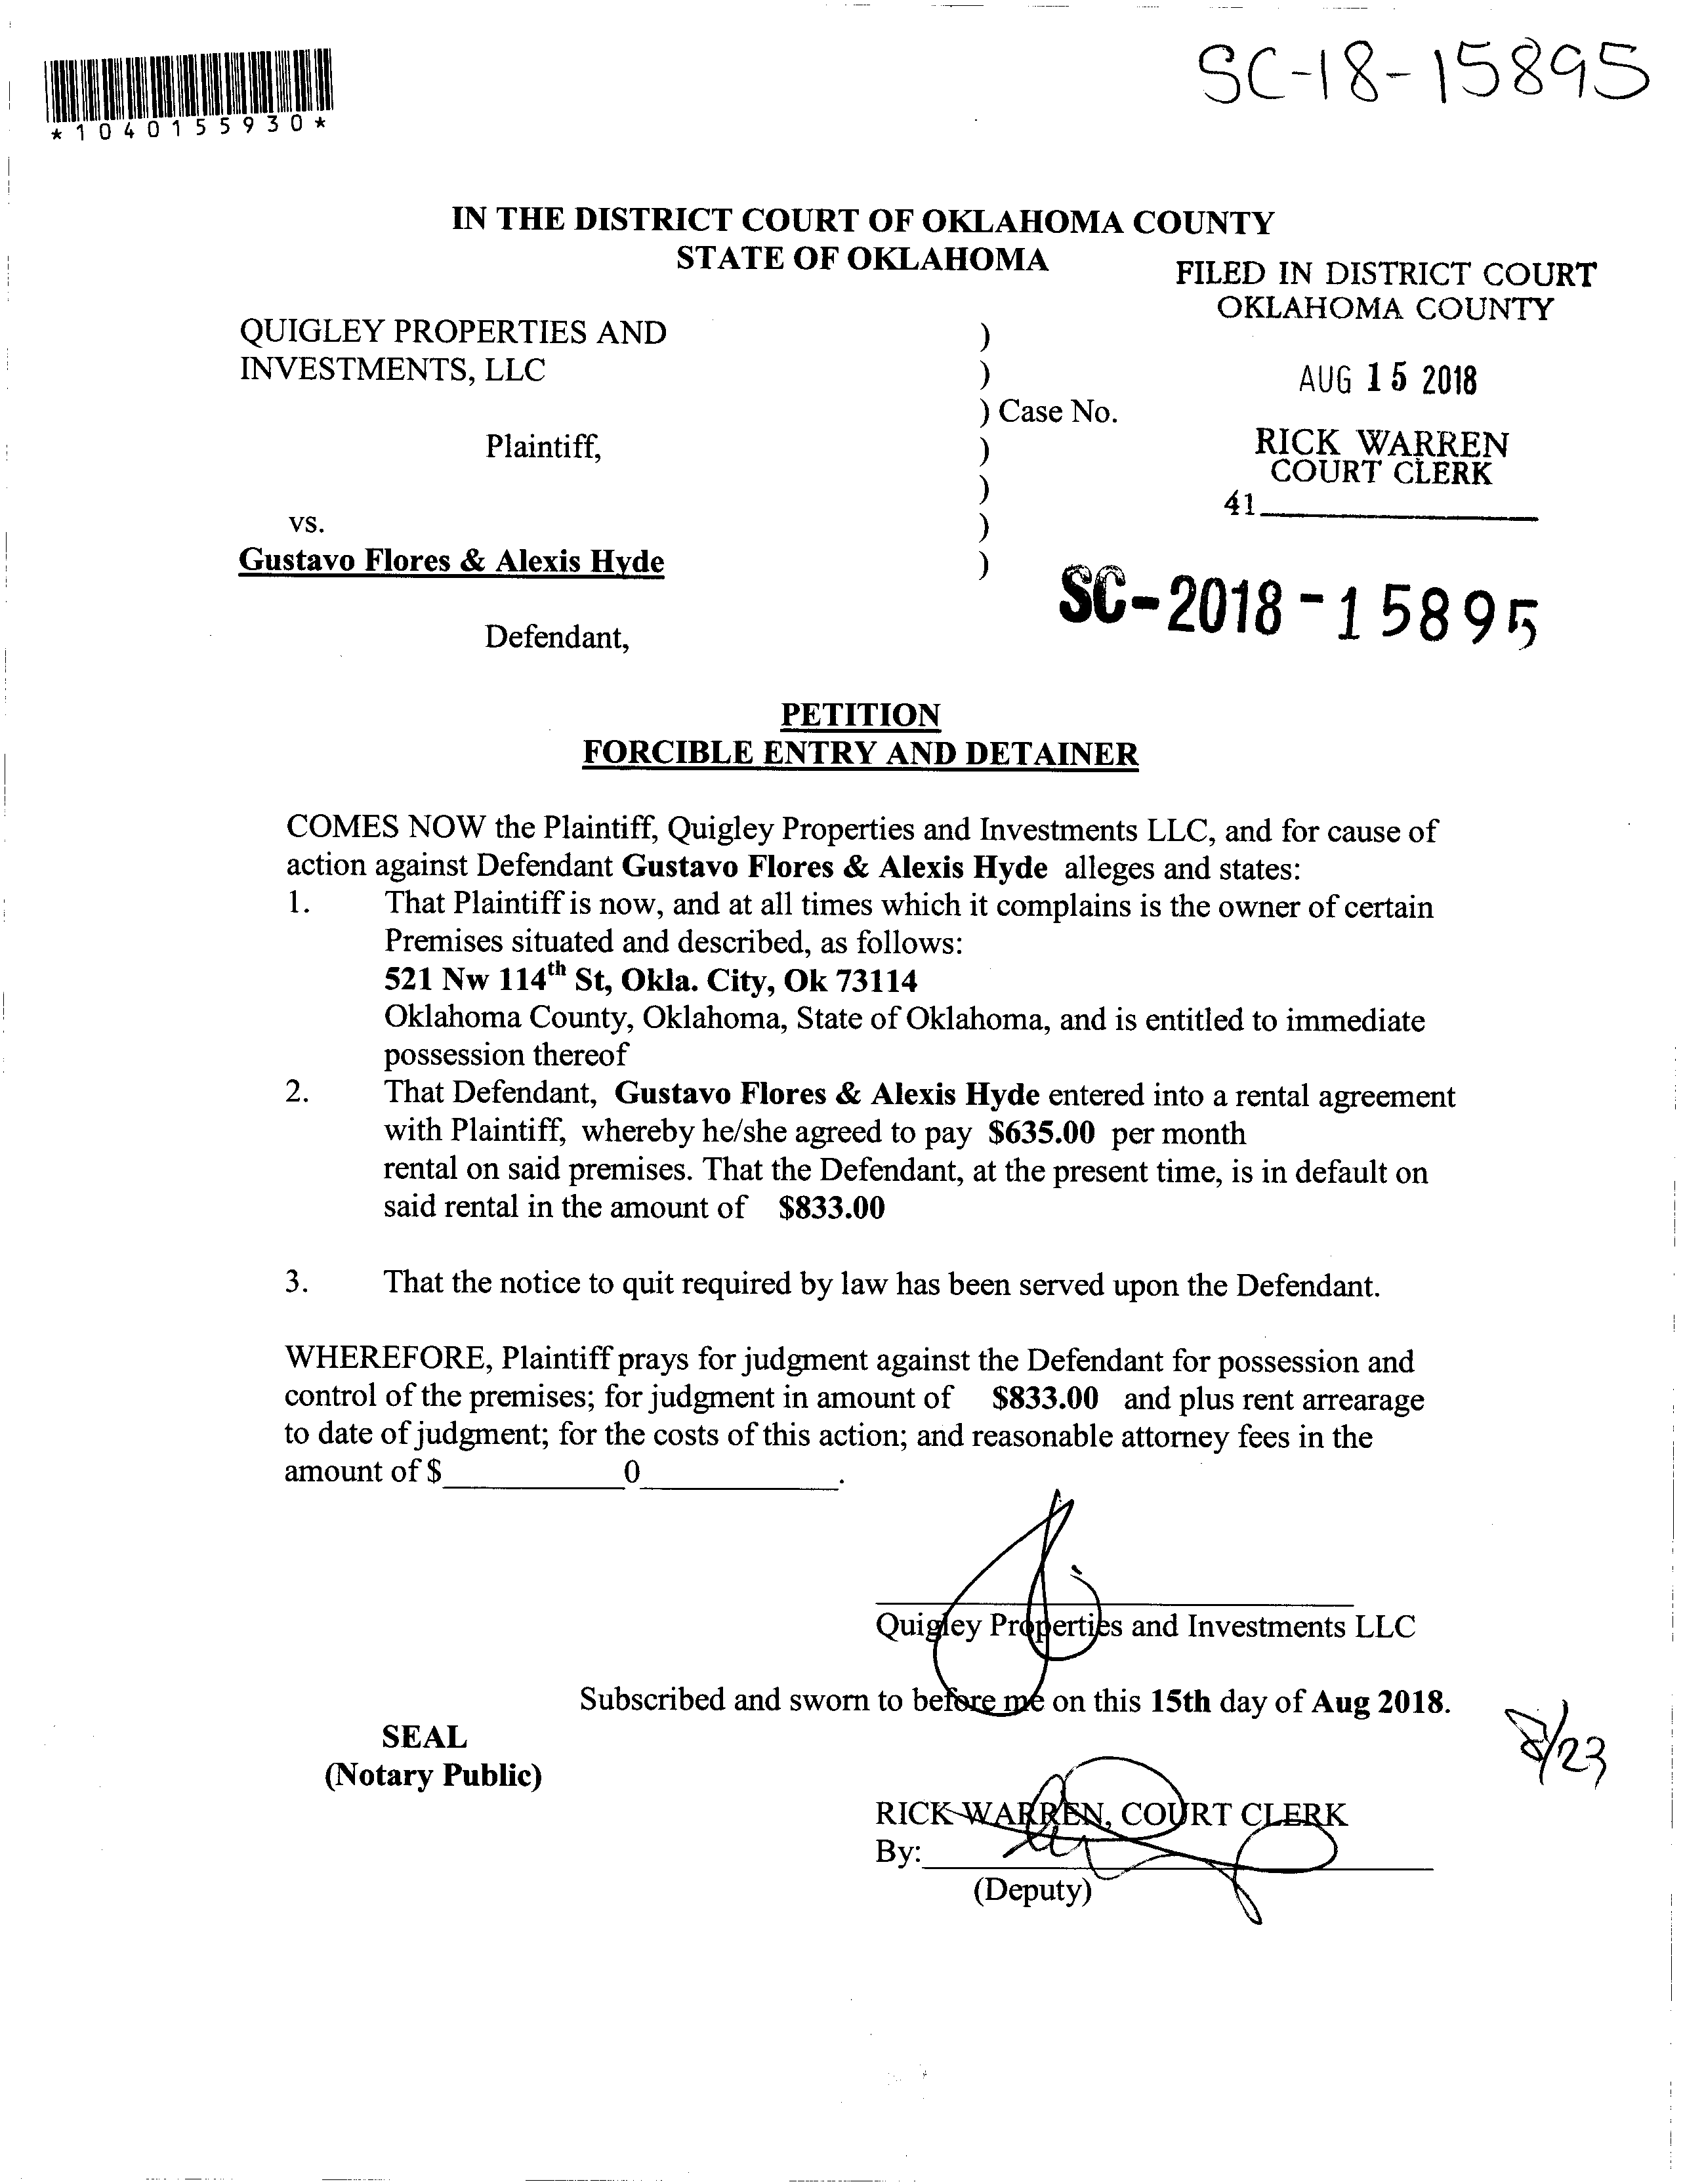 SC-18-15895
*1040155930*
IN THE DISTRICT COURT OF OKLAHOMA COUNTY
STATE OF OKLAHOMA
FILED IN DISTRICT COURT
OKLAHOMA COUNTY
QUIGLEY PROPERTIES AND )
INVESTMENTS, LLC )
AUG 15 2018
) Case No.
Plaintiff, )
RICK WARREN
COURT CLERK
)
41
vs. )
Gustavo Flores & Alexis Hyde )
SC-2018-15895
Defendant,
PETITION
FORCIBLE ENTRY AND DETAINER
COMES NOW the Plaintiff, Quigley Properties and Investments LLC, and for cause of
action against Defendant Gustavo Flores & Alexis Hyde alleges and states:
1. That Plaintiff is now, and at all times which it complains is the owner of certain
Premises situated and described, as follows:
521 Nw 114th St, Okla. City, Ok 73114
Oklahoma County, Oklahoma, State of Oklahoma, and is entitled to immediate
possession thereof
2. That Defendant, Gustavo Flores & Alexis Hyde entered into a rental agreement
with Plaintiff, whereby he/she agreed to pay $635.00 per month
rental on said premises. That the Defendant, at the present time, is in default on
said rental in the amount of $833.00
3. That the notice to quit required by law has been served upon the Defendant.
WHEREFORE, Plaintiff prays for judgment against the Defendant for possession and
control of the premises; for judgment in amount of $833.00 and plus rent arrearage
to date of judgment; for the costs of this action; and reasonable attorney fees in the
amount of $ 0 .
Quigley Properties and Investments LLC
Subscribed and sworn to before me on this 15th day of Aug 2018.
SEAL
(Notary Public)
8/23
RICK WARREN, COURT CLERK
By:
(Deputy)